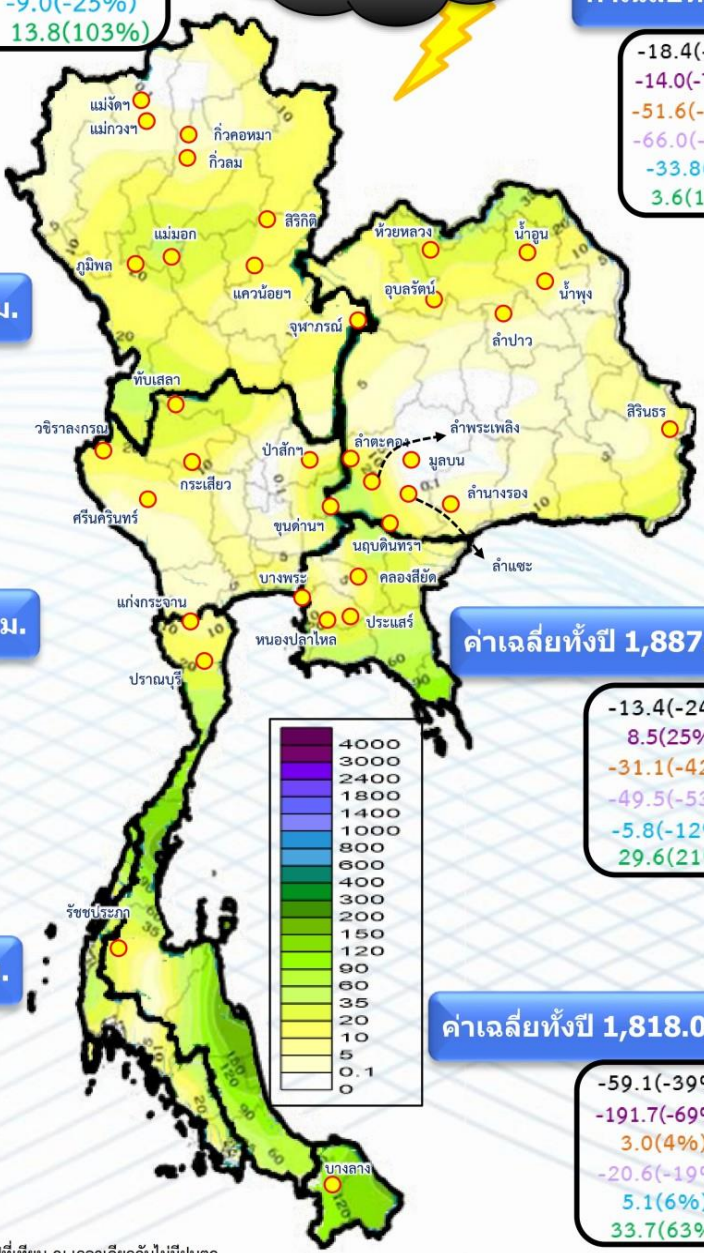 -9.0(-25%)
13.8(103%)
-18.4(-
-14.0(-
-51.6(-
-66.0(-
-33.8(
3.6(1
แม่งัดฯ
แม่กวงฯ
กิ่วคอหมา
กิ่วลม
สิริกิติ์
แม่มอก
ภูมิพล
แควน้อยฯ
ห้วยหลวง
น้ำอูน
น้ำพุง
อุบลรัตน์
ลำปาว
จุฬาภรณ์
ม.
ทับเสลา
วชิราลงกรณ
ป่าสักฯ
ลำตะคอง
ลำพระเพลิง
สิรินธร
กระเสียว
มูลบน
ศรีนครินทร์
ลำนางรอง
ขุนด่านฯ
นฤบดินทรฯ
ลำแซะ
บางพระ
คลองสียัด
แก่งกระจาน
ม.
หนองปลาไหล
ประแสร์
ค่าเฉลี่ยทั้งปี 1,887
ปราณบุรี
-13.4(-24
8.5(25%
-31.1(-42
-49.5(-53
-5.8(-12
29.6(21
4000
3000
2400
1800
1400
1000
800
600
400
300
200
150
120
90
60
35
20
10
5
0.1
0
รัชชประภา
ค่าเฉลี่ยทั้งปี 1,818.0
-59.1(-39%
-191.7(-69%
3.0(4%)
-20.6(-19%
5.1(6%)
33.7(63%)
บางลาง